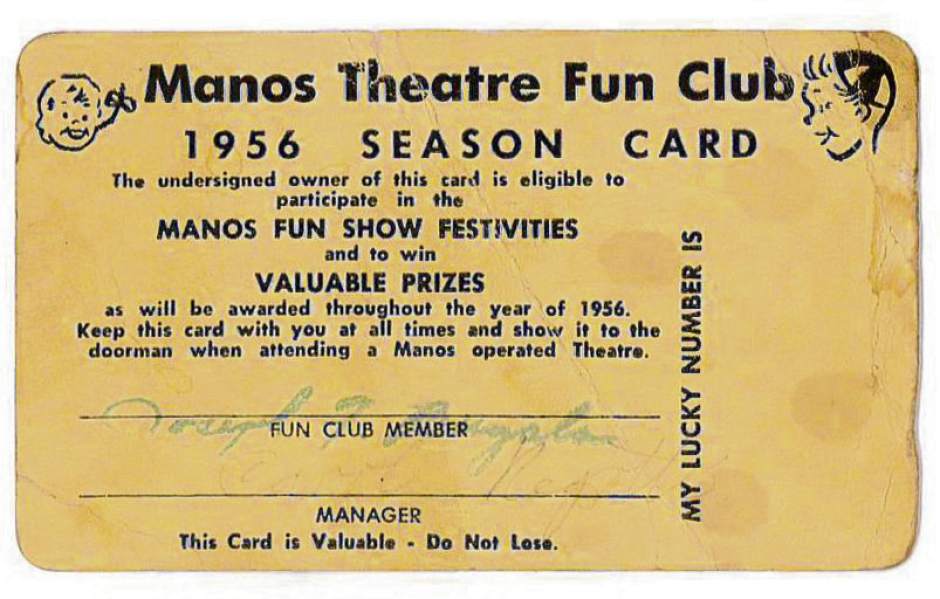 Manos Theatre Fun Club
1956 SEASON CARD
The undersigned owner of this card is eligible to
participate in the
MANOS FUN SHOW FESTIVITIES
and to win
VALUABLE PRIZES
as will be awarded throughout the year of 1956.
Keep this card with you at all times and show it to the
doorman when attending a Manos operated Theatre.
Joseph
FUN CLUB MEMBER
MANAGER
This Card is Valuable - Do Not Lose.
MY LUCKY NUMBER IS